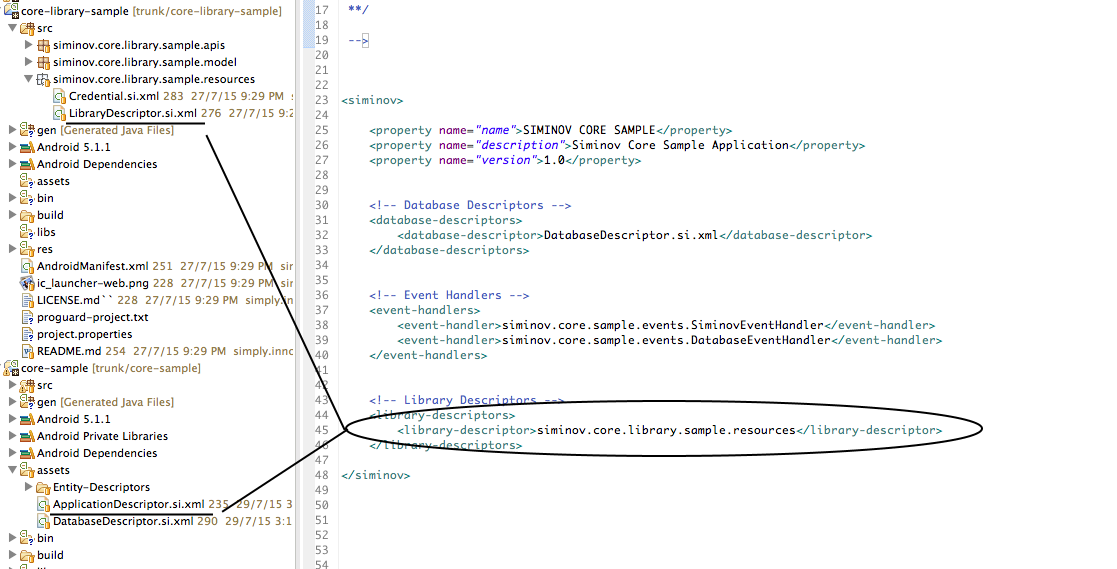 core-library-sample [trunk/core-library-sample]
src
siminov.core.library.sample.apis
siminov.core.library.sample.model
siminov.core.library.sample.resources
Credential.si.xml 283 27/7/15 9:29 PM
LibraryDescriptor.si.xml 276 27/7/15 9:2
gen [Generated Java Files]
Android 5.1.1
Android Dependencies
assets
bin
build
libs
res
AndroidManifest.xml 251 27/7/15 9:29 PM sim
ic_launcher-web.png 228 27/7/15 9:29 PM si
LICENSE.md`` 228 27/7/15 9:29 PM simply.in
proguard-project.txt
project.properties
README.md 254 27/7/15 9:29 PM simply.inno
core-sample [trunk/core-sample]
src
gen [Generated Java Files]
Android 5.1.1
Android Private Libraries
Android Dependencies
assets
Entity-Descriptors
ApplicationDescriptor.si.xml 235 29/7/15 3
DatabaseDescriptor.si.xml 290 29/7/15 3:1
bin
build
17 **/
18
19 -->
20
21
22
23 <siminov>
24
25 <property name="name">SIMINOV CORE SAMPLE</property>
26 <property name="description">Siminov Core Sample Application</property>
27 <property name="version">1.0</property>
28
29
30 <!-- Database Descriptors -->
31 <database-descriptors>
32 <database-descriptor>DatabaseDescriptor.si.xml</database-descriptor>
33 </database-descriptors>
34
35
36 <!-- Event Handlers -->
37 <event-handlers>
38 <event-handler>siminov.core.sample.events.SiminovEventHandler</event-handler>
39 <event-handler>siminov.core.sample.events.DatabaseEventHandler</event-handler>
40 </event-handlers>
41
42
43 <!-- Library Descriptors -->
44 <library-descriptors>
45 <library-descriptor>siminov.core.library.sample.resources</library-descriptor>
46 </library-descriptors>
47
48 </siminov>
49
50
51
52
53
54